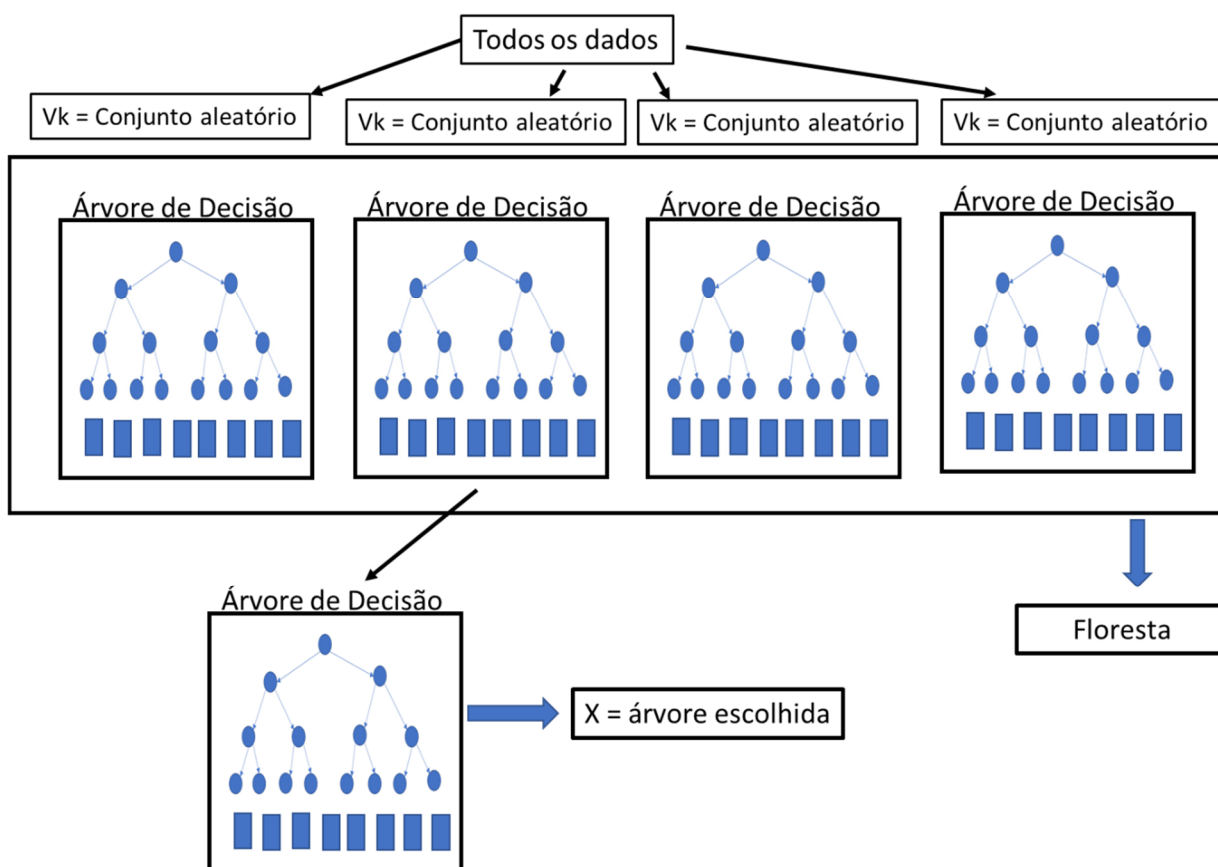 Todos os dados
Vk = Conjunto aleatório
Vk = Conjunto aleatório
Vk = Conjunto aleatório
Vk = Conjunto aleatório
Árvore de Decisão
Árvore de Decisão
Árvore de Decisão
Árvore de Decisão
Árvore de Decisão
Floresta
X = árvore escolhida